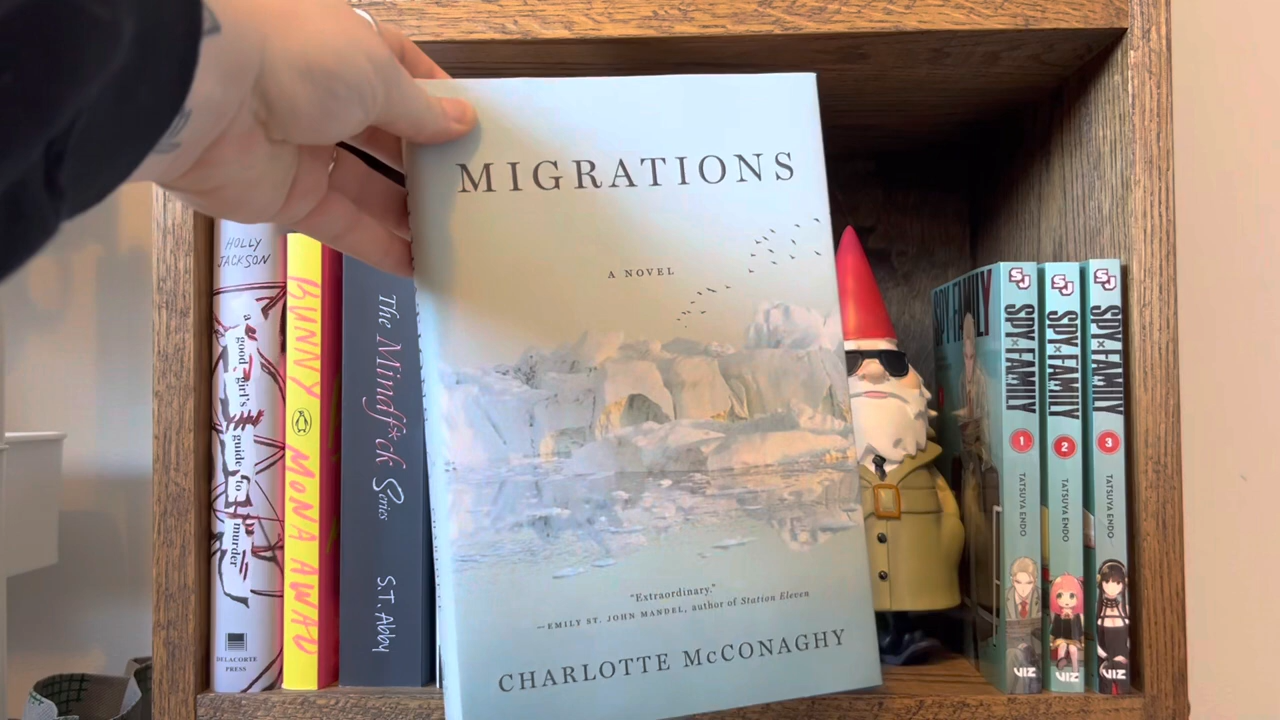 MIGRATIONS
A NOVEL
"Extraordinary."
—EMILY ST. JOHN MANDEL, author of Station Eleven
CHARLOTTE McCONAGHY
HOLLY
JACKSON
a good girl's guide to murder
DELACORTE
PRESS
BUNNY
MONA AWAD
The Mindf*ck Series
S.T. Abby
SPY FAMILY
SJ
SPY×FAMILY
1
TATSUYA ENDO
VIZ
SJ
SPY×FAMILY
2
TATSUYA ENDO
VIZ
SJ
SPY×FAMILY
3
TATSUYA ENDO
VIZ